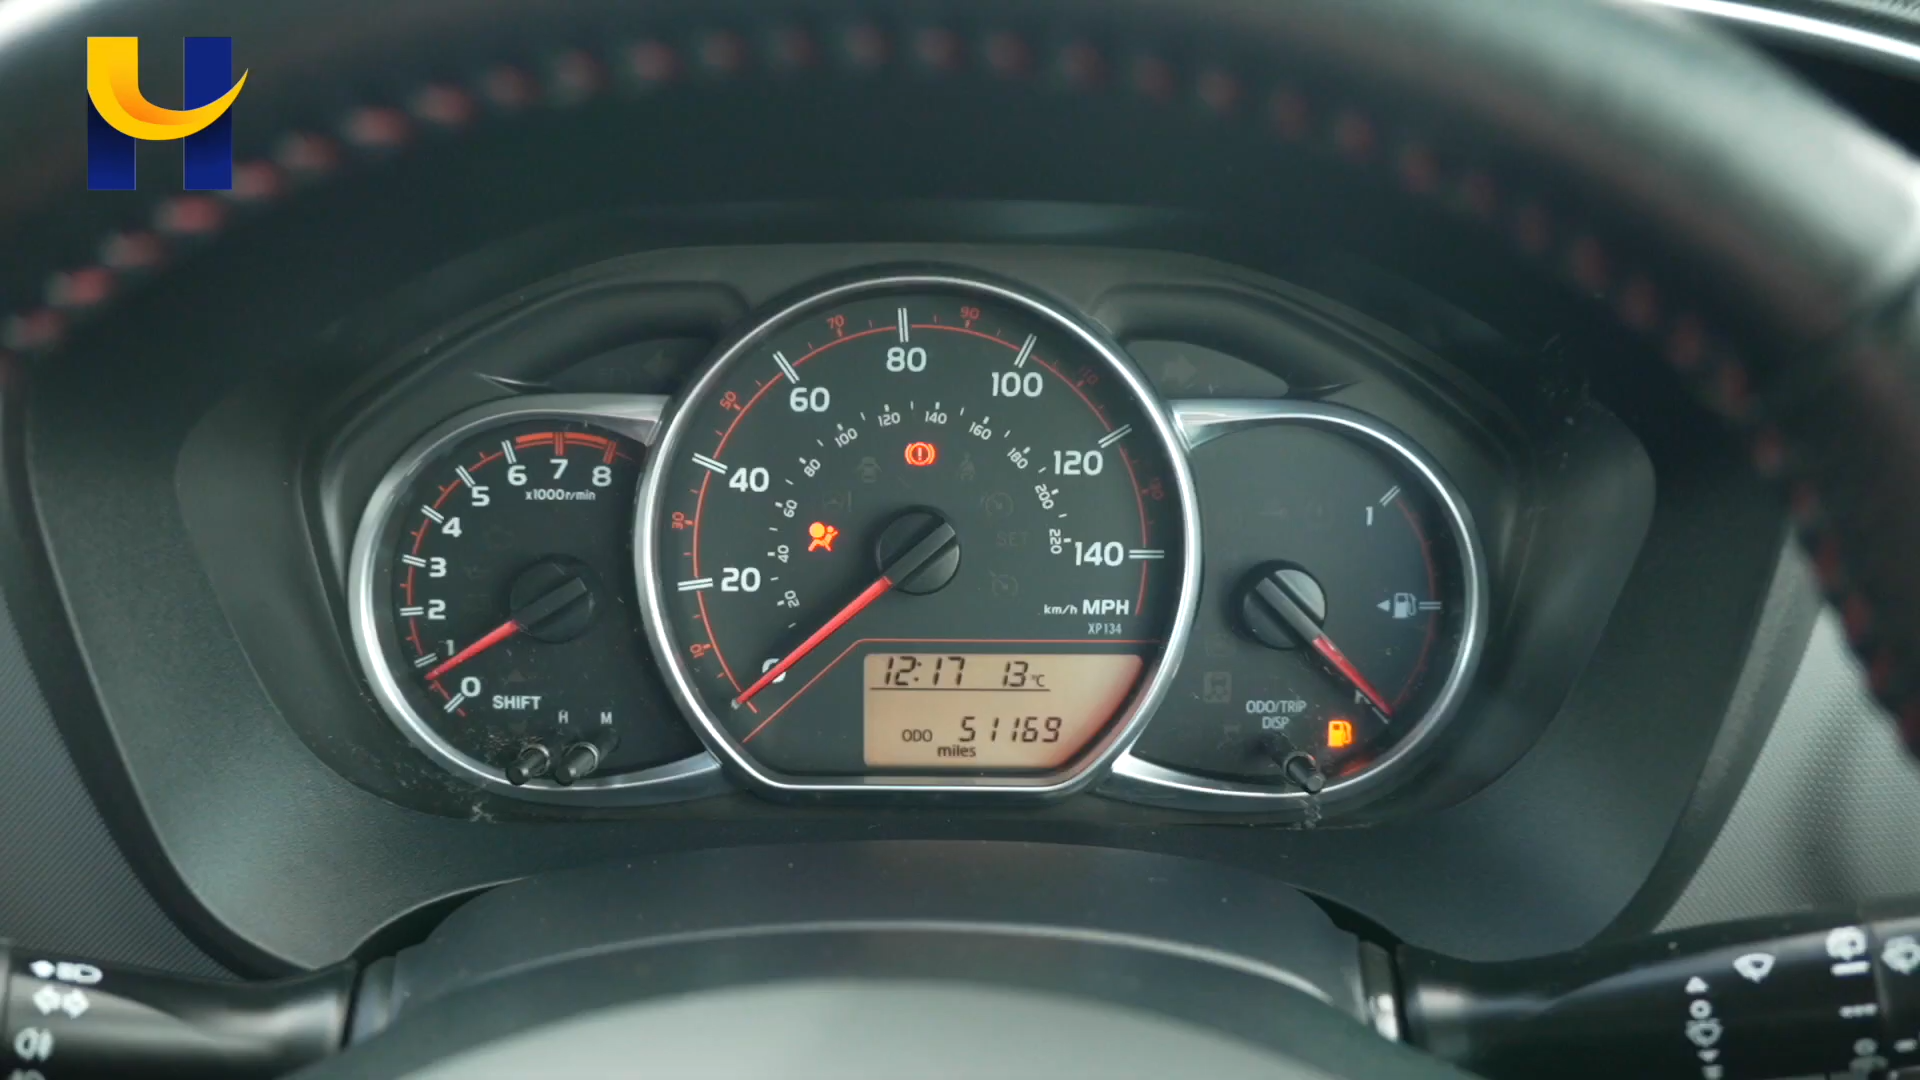 70 80 90
60 100
50 110
120 140
100 160
80 180
40 120
60 200
30
40 220 140
20
20
km/h MPH
XP134
10
0
12:17 13°C
ODO 51169
miles
6 7 8
5 x1000r/min
4
3
2
1
0
SHIFT
H M
1
ODO/TRIP
DISP